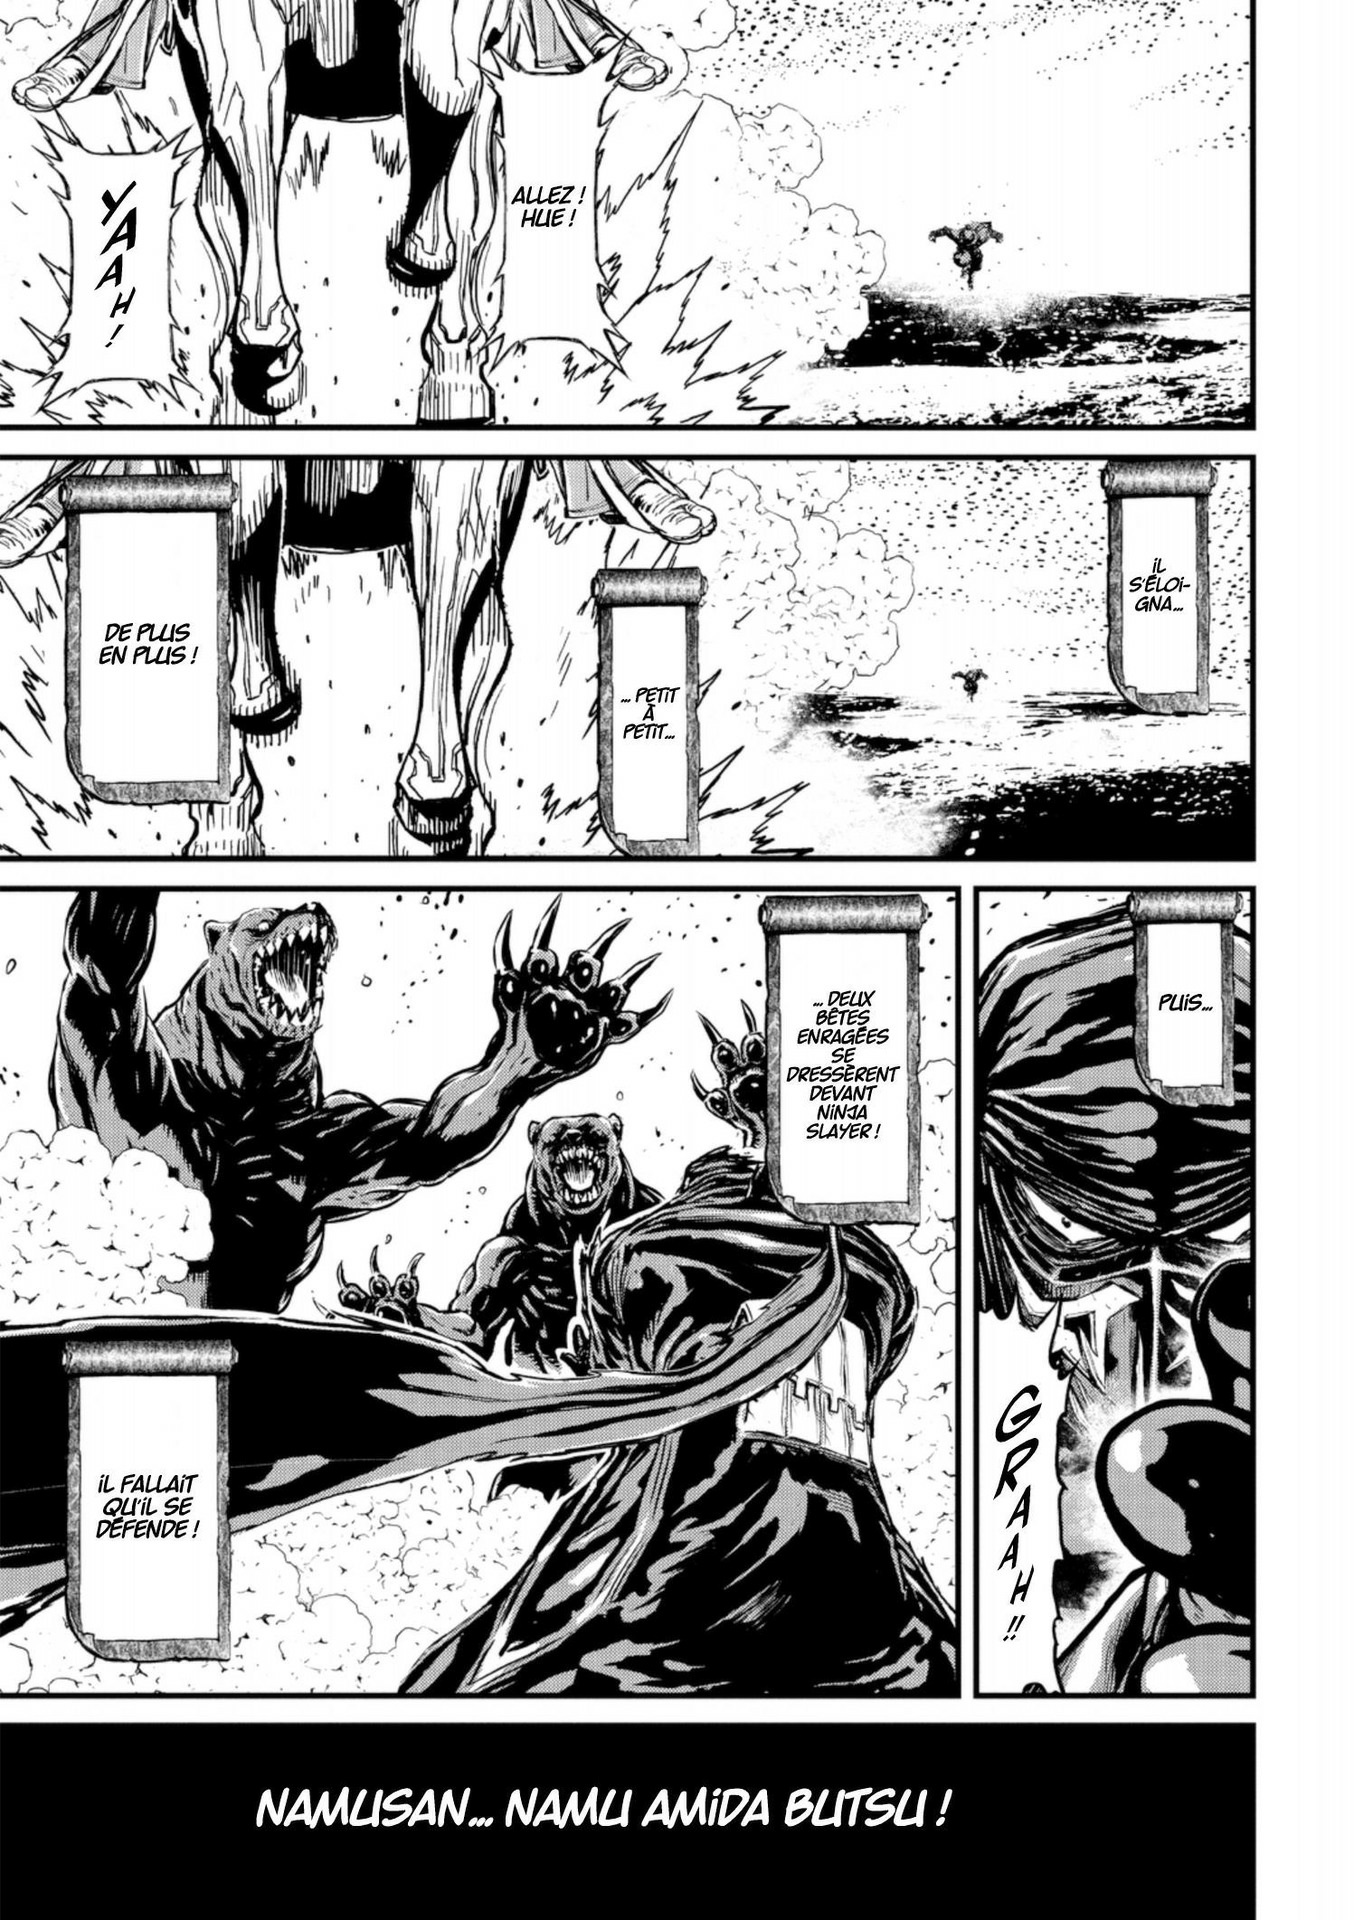 ALLEZ !
HUE !
YAAH !
IL
S'ÉLOI-
GNA...
... PETIT
À
PETIT...
DE PLUS
EN PLUS !
PUIS...
GRAAH !!
... DEUX
BÊTES
ENRAGÉES
SE
DRESSÈRENT
DEVANT
NINJA
SLAYER !
IL FALLAIT
QU'IL SE
DÉFENDE !
NAMUSAN... NAMU AMIDA BUTSU !